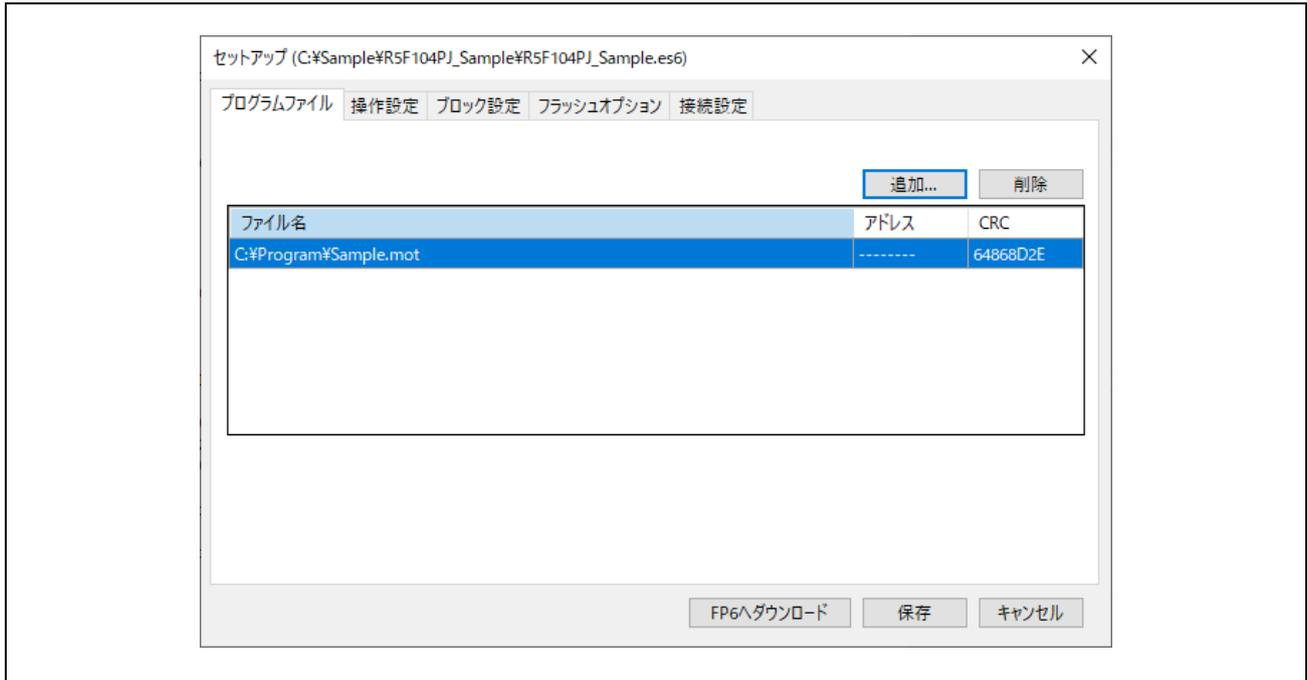 セットアップ (C:¥Sample¥R5F104PJ_Sample¥R5F104PJ_Sample.es6)
プログラムファイル 操作設定 ブロック設定 フラッシュオプション 接続設定
追加... 削除
ファイル名 アドレス CRC
C:¥Program¥Sample.mot -------- 64868D2E
FP6へダウンロード 保存 キャンセル